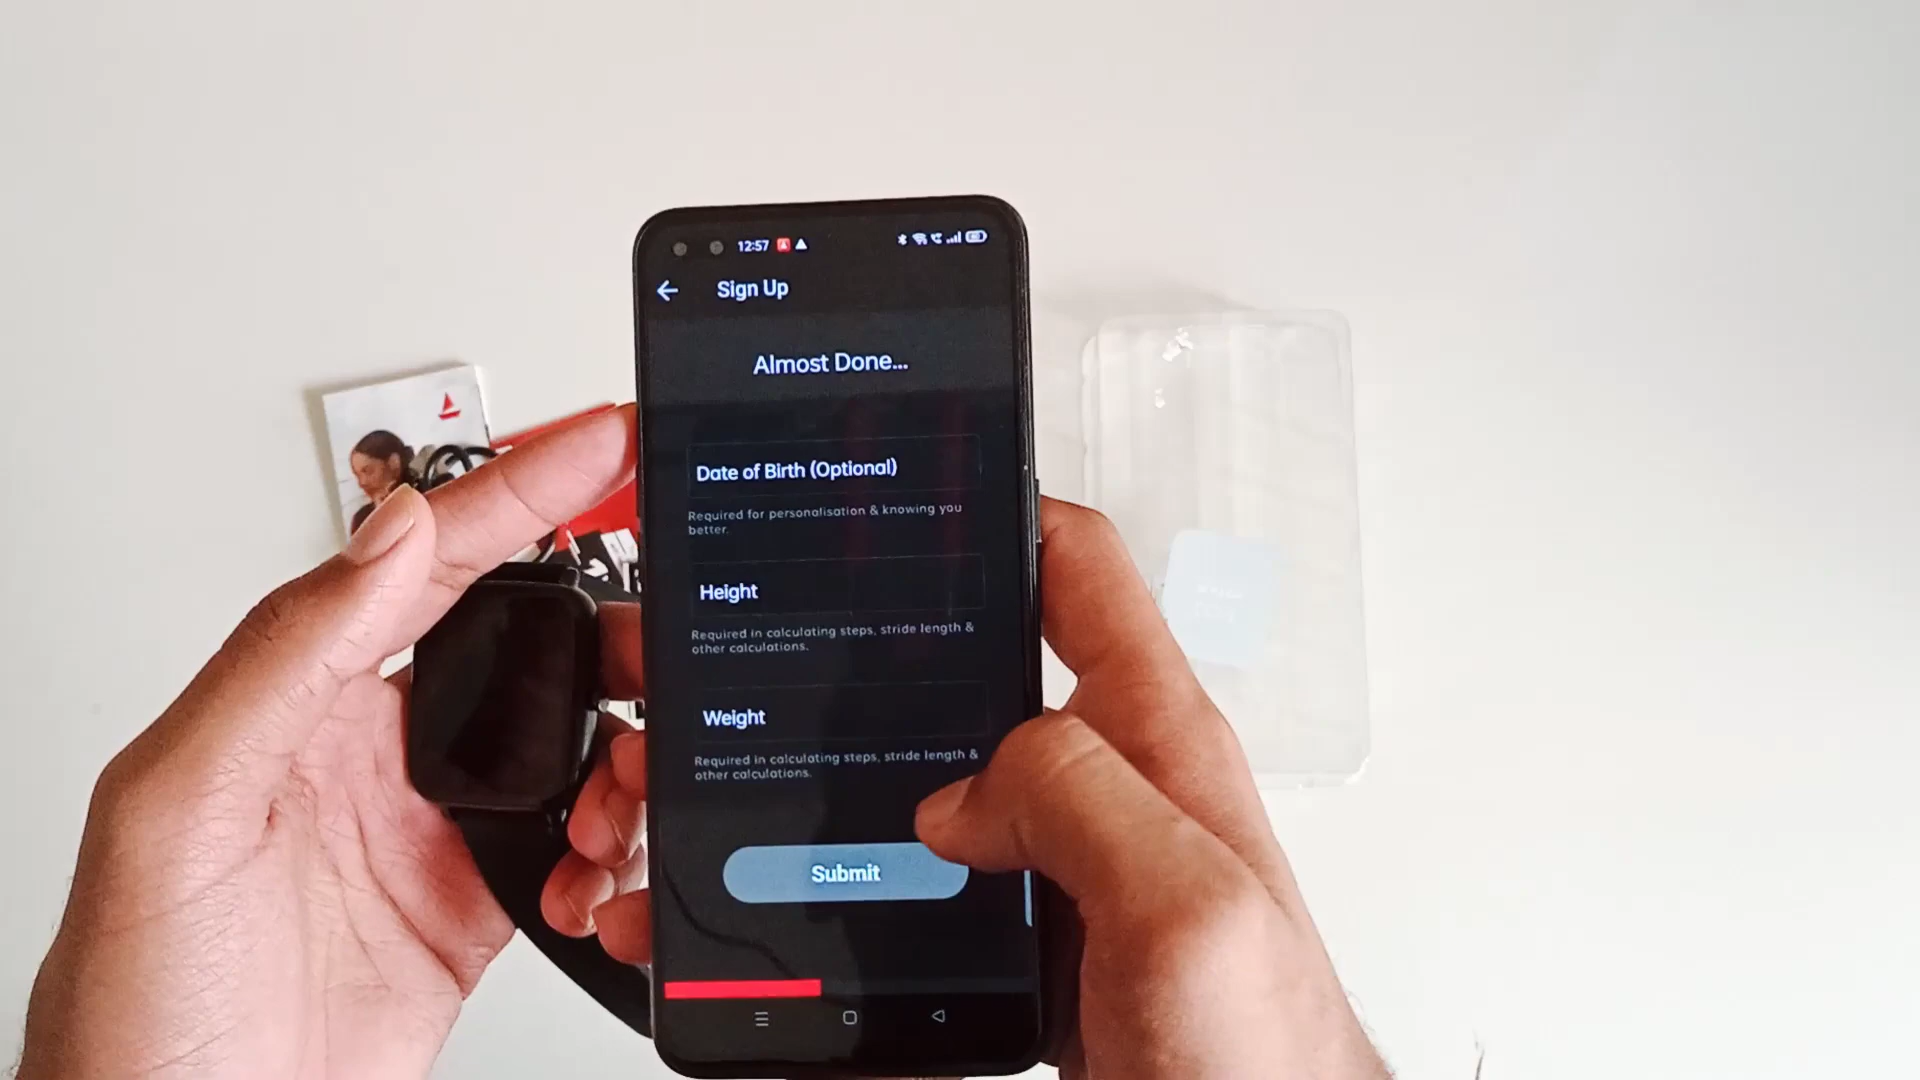 12:57
Sign Up
Almost Done...
Date of Birth (Optional)
Required for personalisation & knowing you
better.
Height
Required in calculating steps, stride length &
other calculations.
Weight
Required in calculating steps, stride length &
other calculations.
Submit